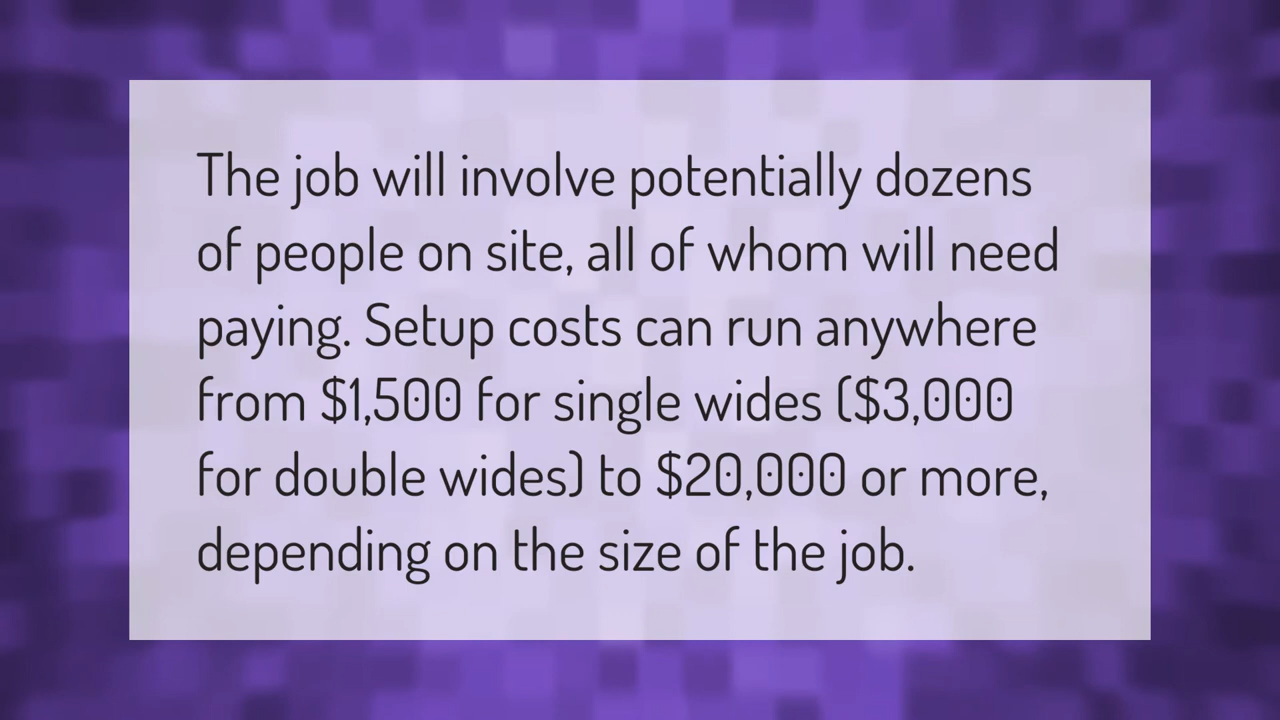 The job will involve potentially dozens
of people on site, all of whom will need
paying. Setup costs can run anywhere
from $1,500 for single wides ($3,000
for double wides) to $20,000 or more,
depending on the size of the job.